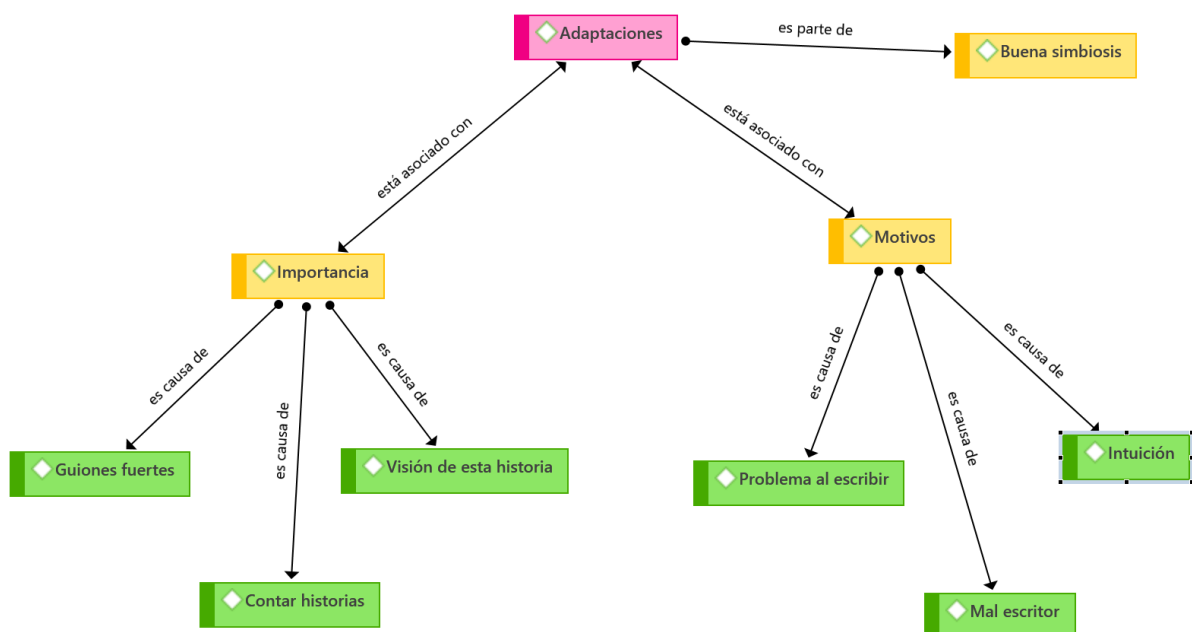 Adaptaciones
es parte de
Buena simbiosis
está asociado con
está asociado con
Motivos
Importancia
es causa de
es causa de
es causa de
es causa de
es causa de
es causa de
Guiones fuertes
Visión de esta historia
Problema al escribir
Intuición
Contar historias
Mal escritor